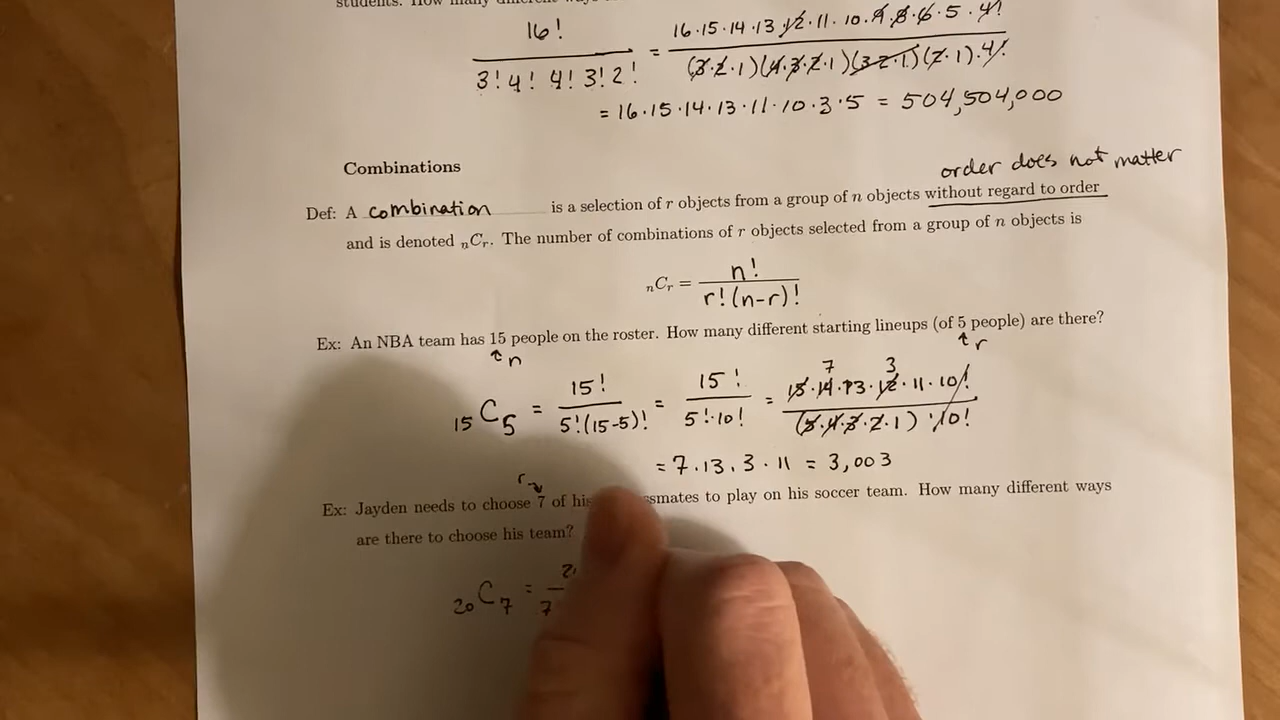 students. How many different ways
16! / 3! 4! 4! 3! 2! = 16·15·14·13·12·11·10·9·8·6·5·4! / (3·2·1)(4·3·2·1)(3·2·1)(2·1)·4!
= 16·15·14·13·11·10·3·5 = 504,504,000
Combinations
order does not matter
Def: A combination is a selection of r objects from a group of n objects without regard to order
and is denoted nCr. The number of combinations of r objects selected from a group of n objects is
nCr = n! / r!(n-r)!
Ex: An NBA team has 15 people on the roster. How many different starting lineups (of 5 people) are there?
↑ n ↑ r
7 3
15C5 = 15! / 5!(15-5)! = 15! / 5!·10! = 15·14·13·12·11·10! / (5·4·3·2·1)·10!
= 7·13·3·11 = 3,003
r
Ex: Jayden needs to choose 7 of his to play on his soccer team. How many different ways
are there to choose his team?
20C7 = 7